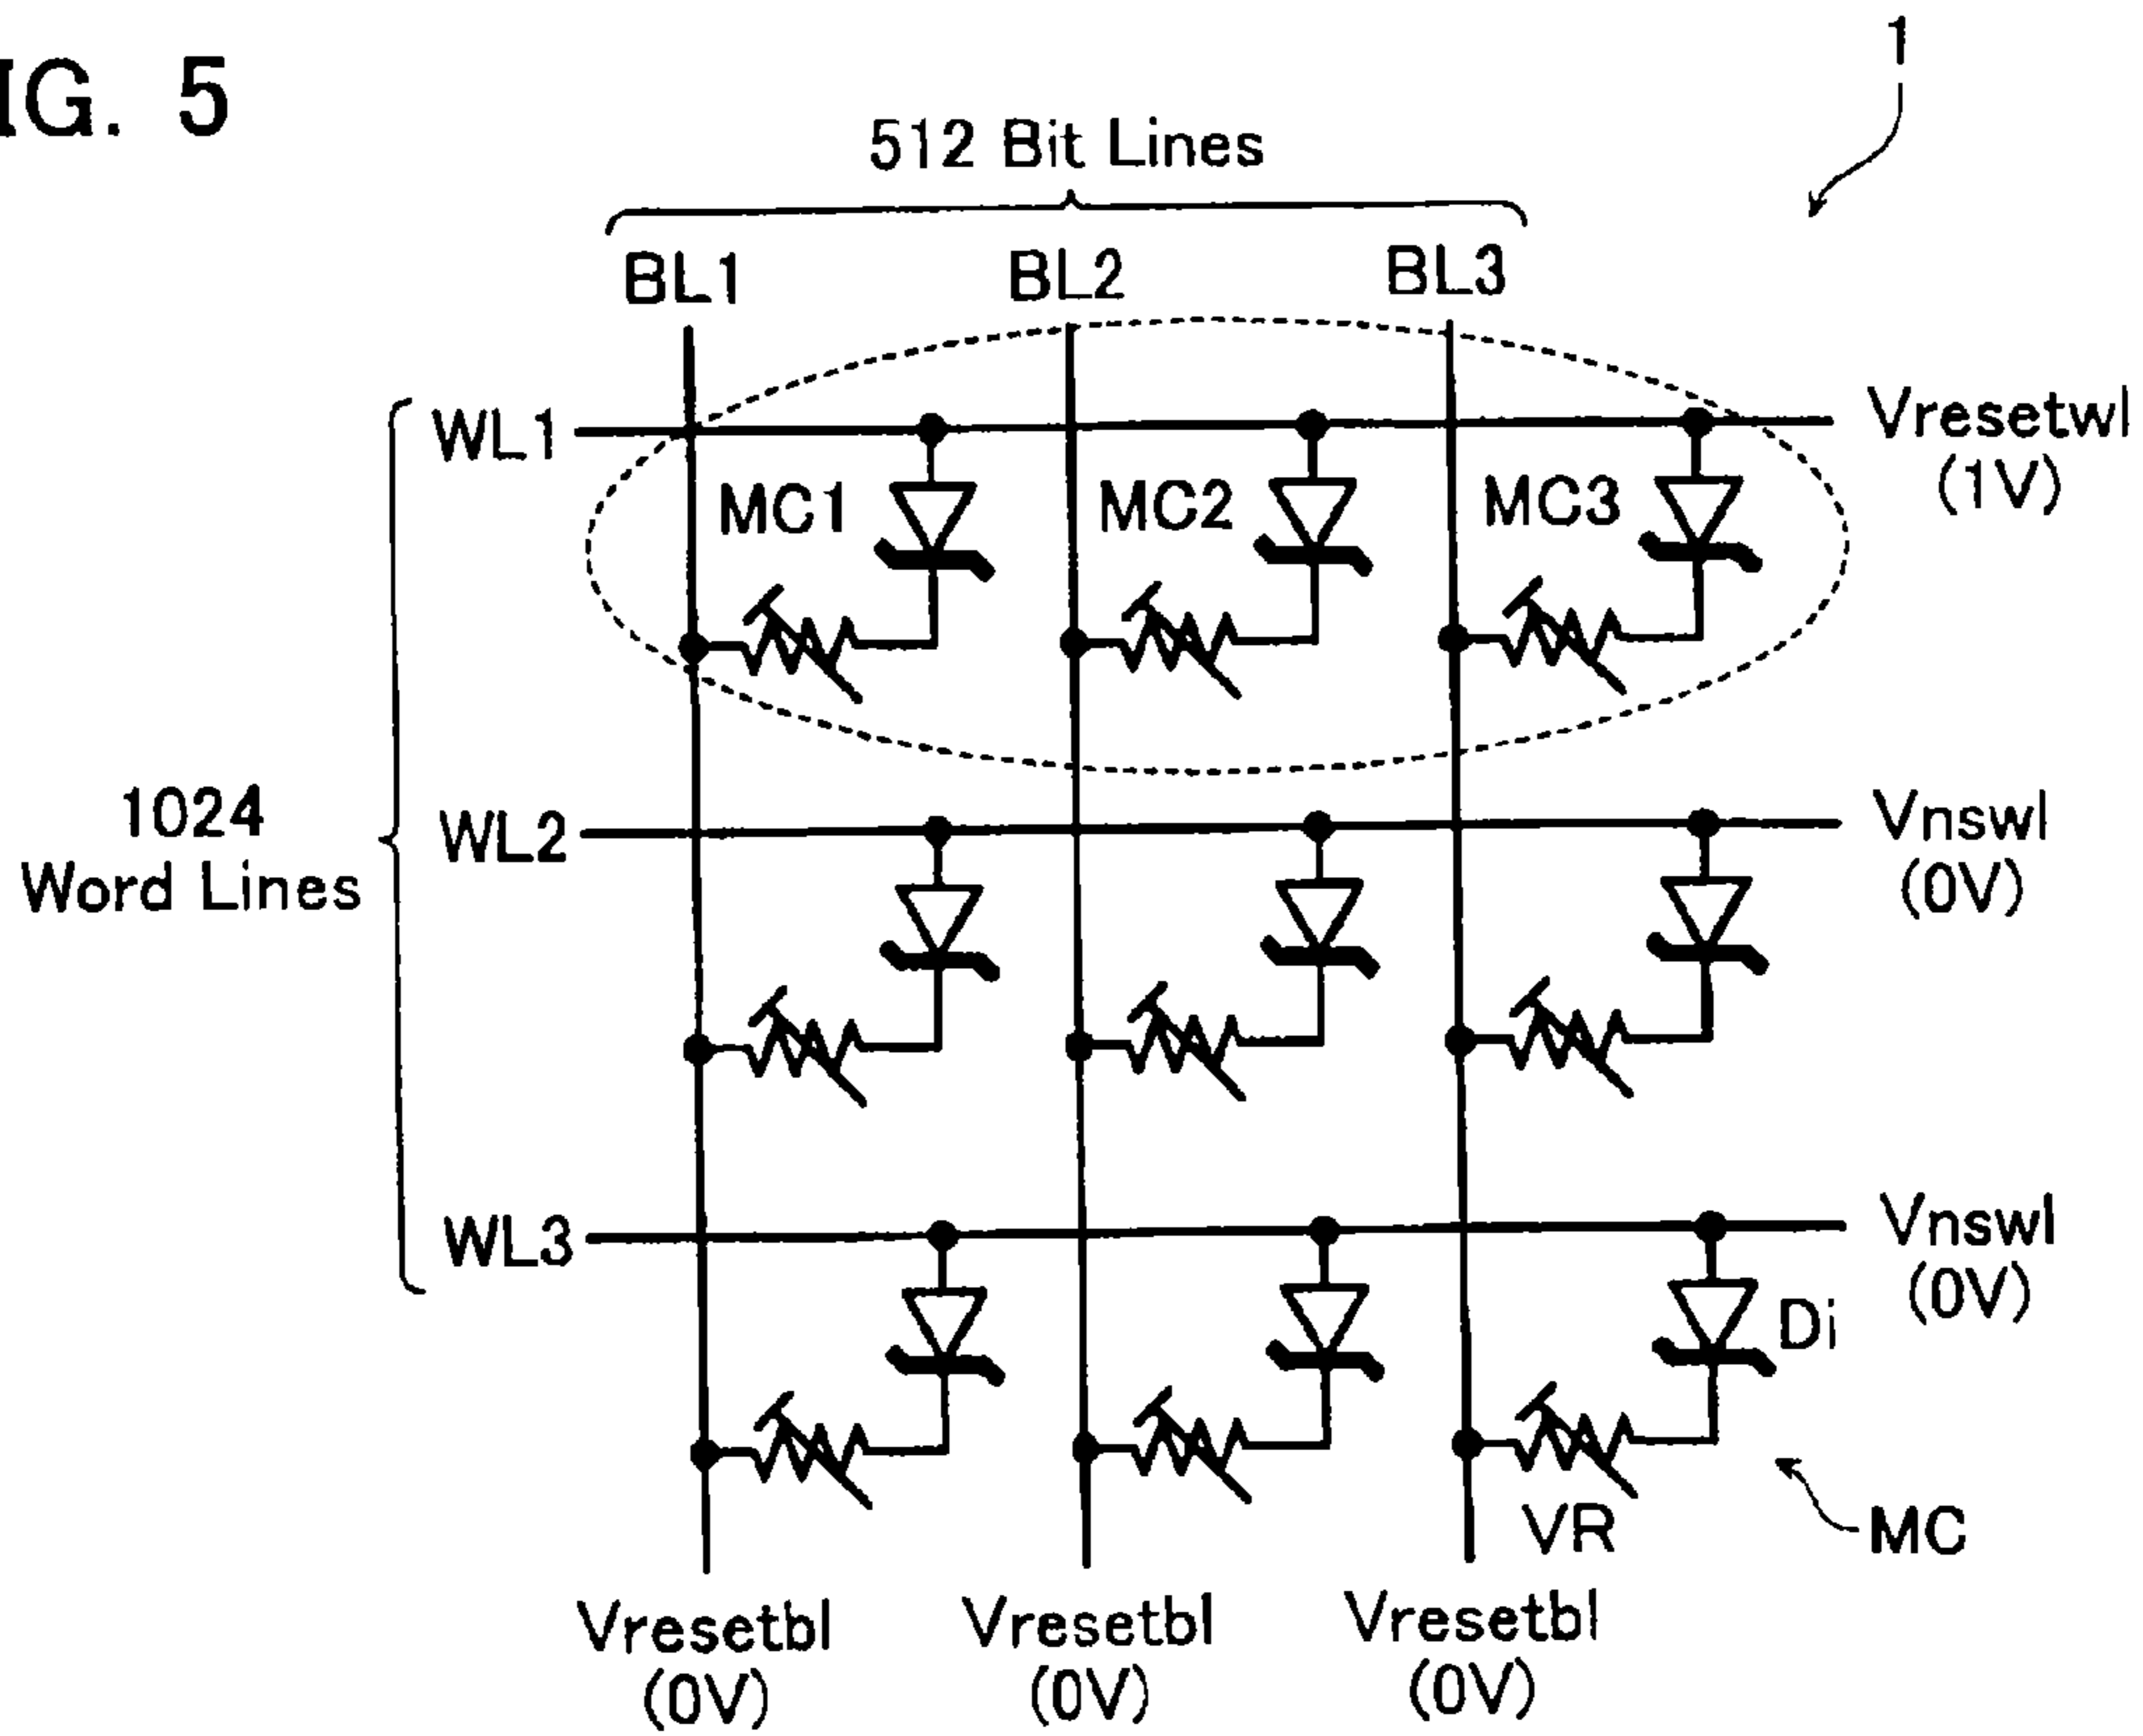 IG. 5
1
512 Bit Lines
BL1 BL2 BL3
WL1 Vresetwl
(1V)
MC1 MC2 MC3
1024
Word Lines
WL2 Vnswl
(0V)
WL3 Vnswl
(0V)
Di
VR MC
Vresetbl Vresetbl Vresetbl
(0V) (0V) (0V)